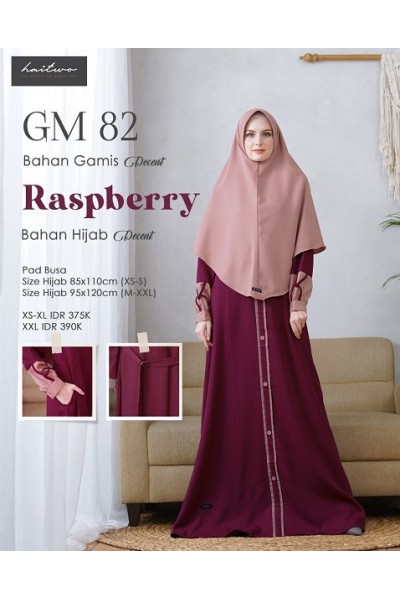 haitwo
GM 82
Bahan Gamis Decent
Raspberry
Bahan Hijab Decent
Pad Busa
Size Hijab 85x110cm (XS-S)
Size Hijab 95x120cm (M-XXL)
XS-XL IDR 375K
XXL IDR 390K